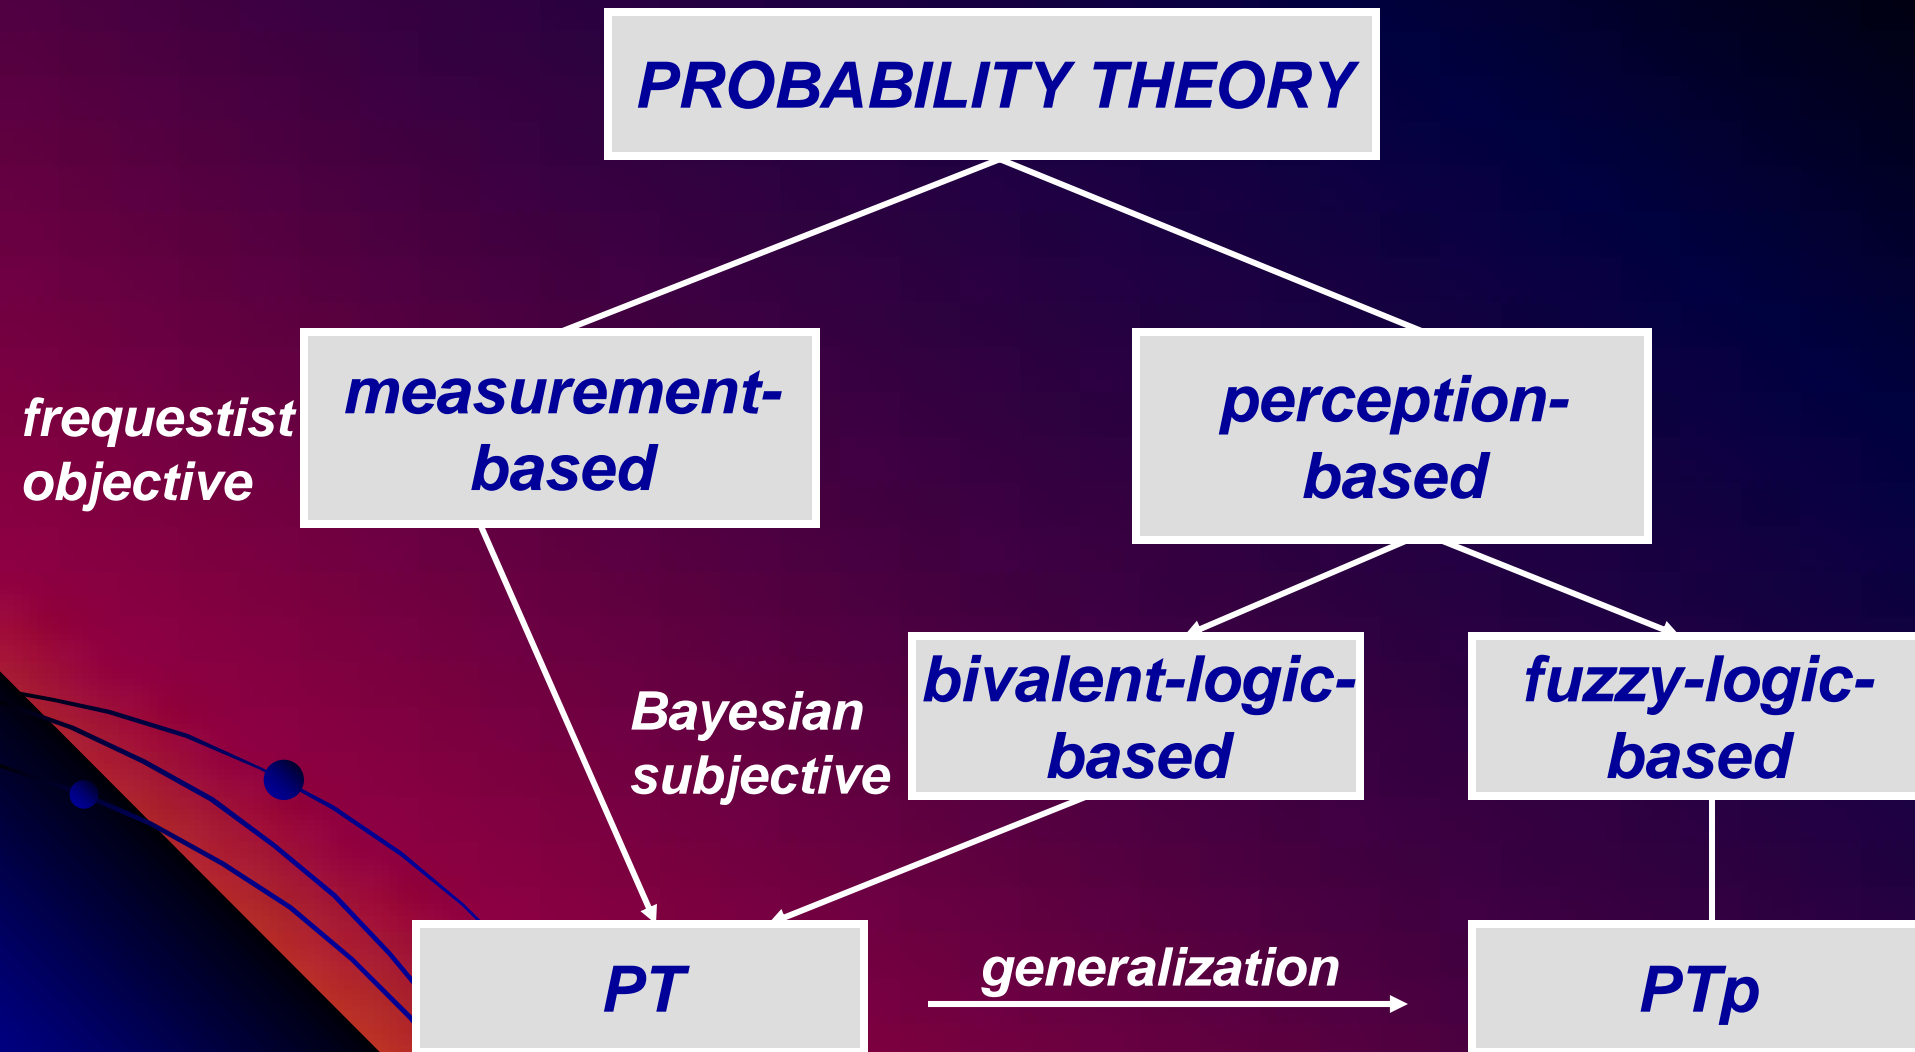 PROBABILITY THEORY
frequestist
objective
measurement-
based
perception-
based
Bayesian
subjective
bivalent-logic-
based
fuzzy-logic-
based
PT
generalization
PTp